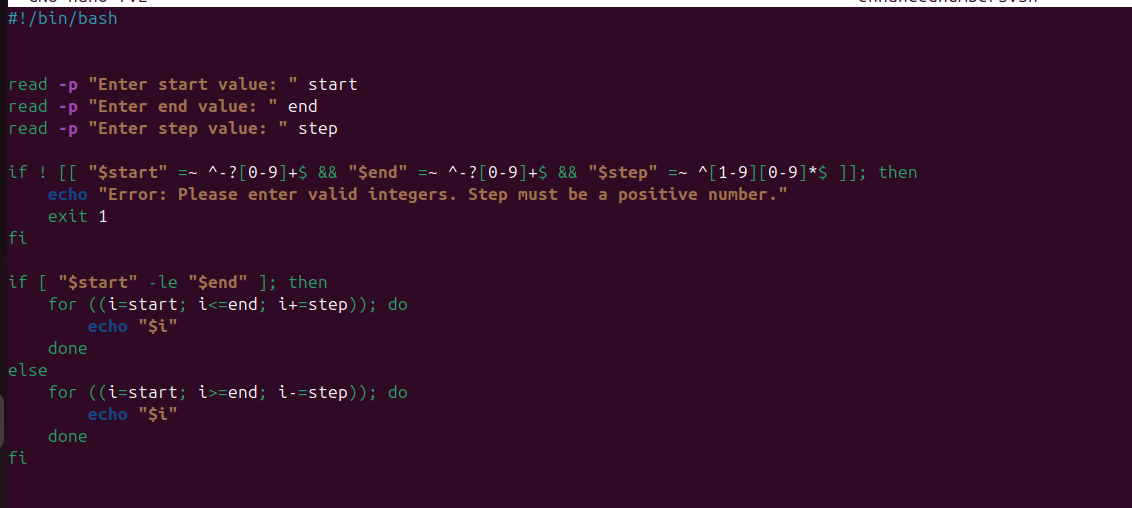 #!/bin/bash
read -p "Enter start value: " start
read -p "Enter end value: " end
read -p "Enter step value: " step
if ! [[ "$start" =~ ^-?[0-9]+$ && "$end" =~ ^-?[0-9]+$ && "$step" =~ ^[1-9][0-9]*$ ]]; then
    echo "Error: Please enter valid integers. Step must be a positive number."
    exit 1
fi
if [ "$start" -le "$end" ]; then
    for ((i=start; i<=end; i+=step)); do
        echo "$i"
    done
else
    for ((i=start; i>=end; i-=step)); do
        echo "$i"
    done
fi